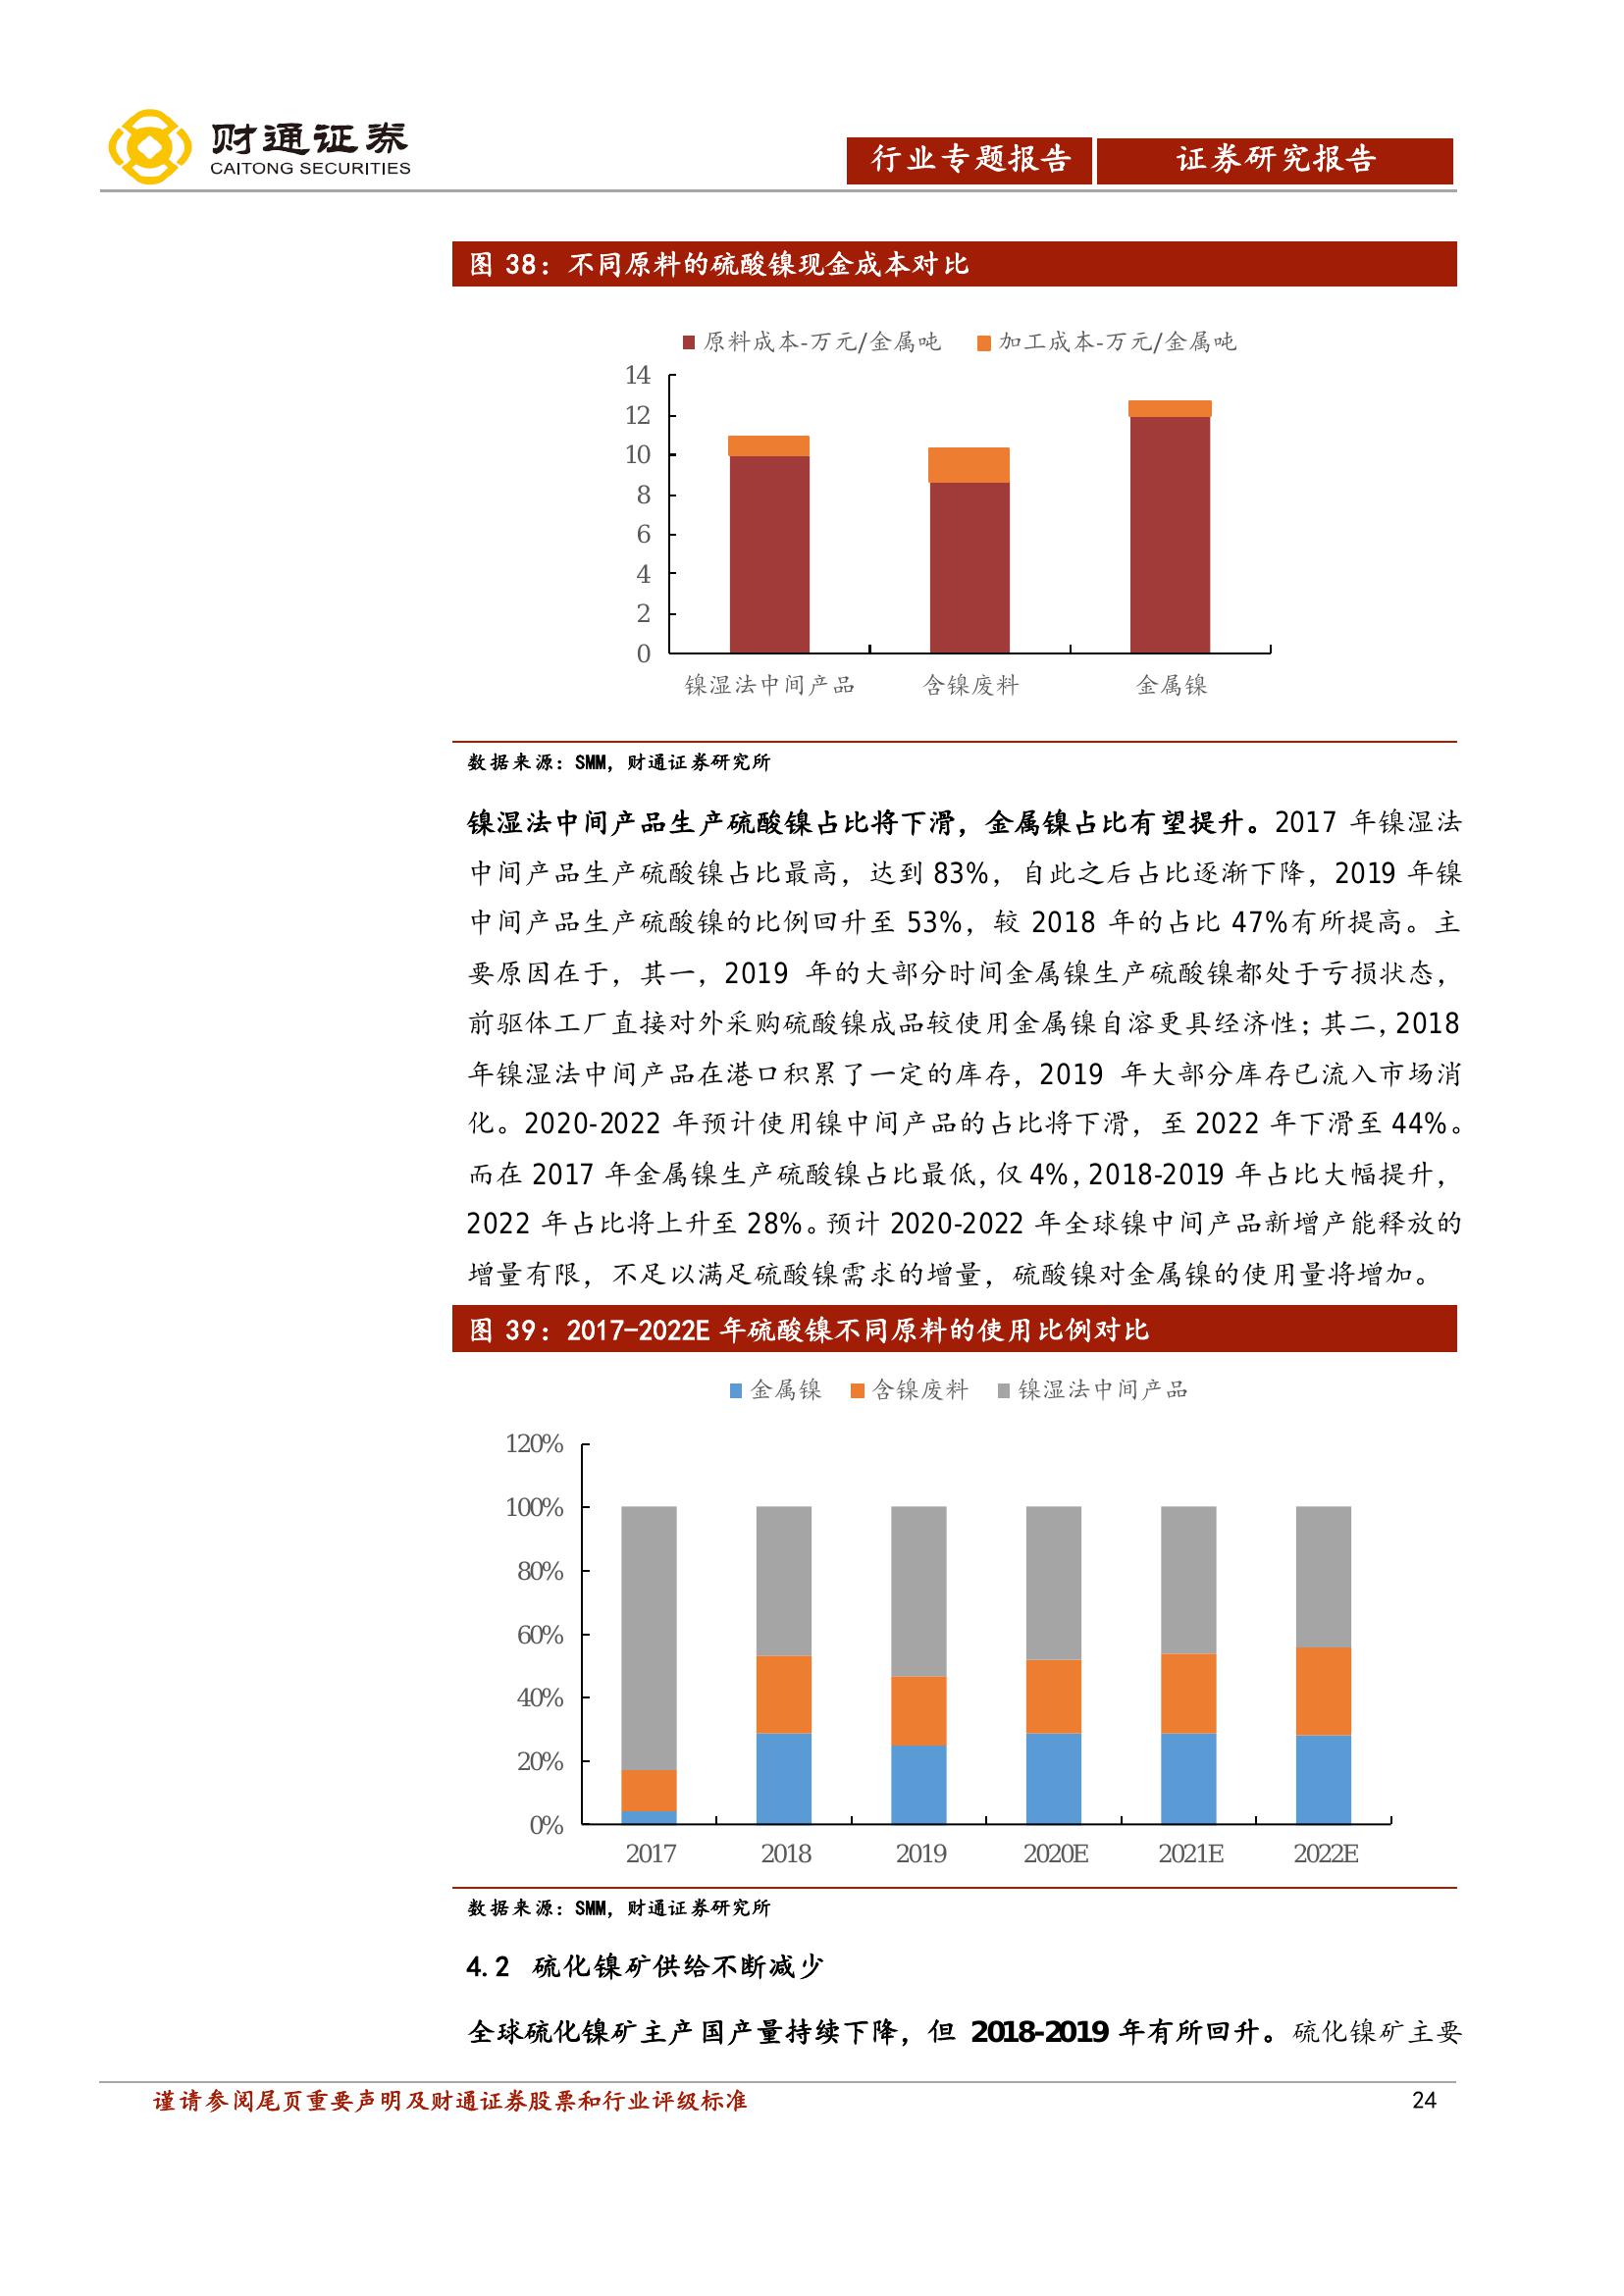 财通证券
CAITONG SECURITIES
行业专题报告 证券研究报告
图 38：不同原料的硫酸镍现金成本对比
原料成本-万元/金属吨 加工成本-万元/金属吨
14
12
10
8
6
4
2
0
镍湿法中间产品 含镍废料 金属镍
数据来源：SMM，财通证券研究所
镍湿法中间产品生产硫酸镍占比将下滑，金属镍占比有望提升。2017 年镍湿法
中间产品生产硫酸镍占比最高，达到 83%，自此之后占比逐渐下降，2019 年镍
中间产品生产硫酸镍的比例回升至 53%，较 2018 年的占比 47%有所提高。主
要原因在于，其一，2019 年的大部分时间金属镍生产硫酸镍都处于亏损状态，
前驱体工厂直接对外采购硫酸镍成品较使用金属镍自溶更具经济性；其二，2018
年镍湿法中间产品在港口积累了一定的库存，2019 年大部分库存已流入市场消
化。2020-2022 年预计使用镍中间产品的占比将下滑，至 2022 年下滑至 44%。
而在 2017 年金属镍生产硫酸镍占比最低，仅 4%，2018-2019 年占比大幅提升，
2022 年占比将上升至 28%。预计 2020-2022 年全球镍中间产品新增产能释放的
增量有限，不足以满足硫酸镍需求的增量，硫酸镍对金属镍的使用量将增加。
图 39：2017-2022E 年硫酸镍不同原料的使用比例对比
金属镍 含镍废料 镍湿法中间产品
120%
100%
80%
60%
40%
20%
0%
2017 2018 2019 2020E 2021E 2022E
数据来源：SMM，财通证券研究所
4.2 硫化镍矿供给不断减少
全球硫化镍矿主产国产量持续下降，但 2018-2019 年有所回升。硫化镍矿主要
谨请参阅尾页重要声明及财通证券股票和行业评级标准 24